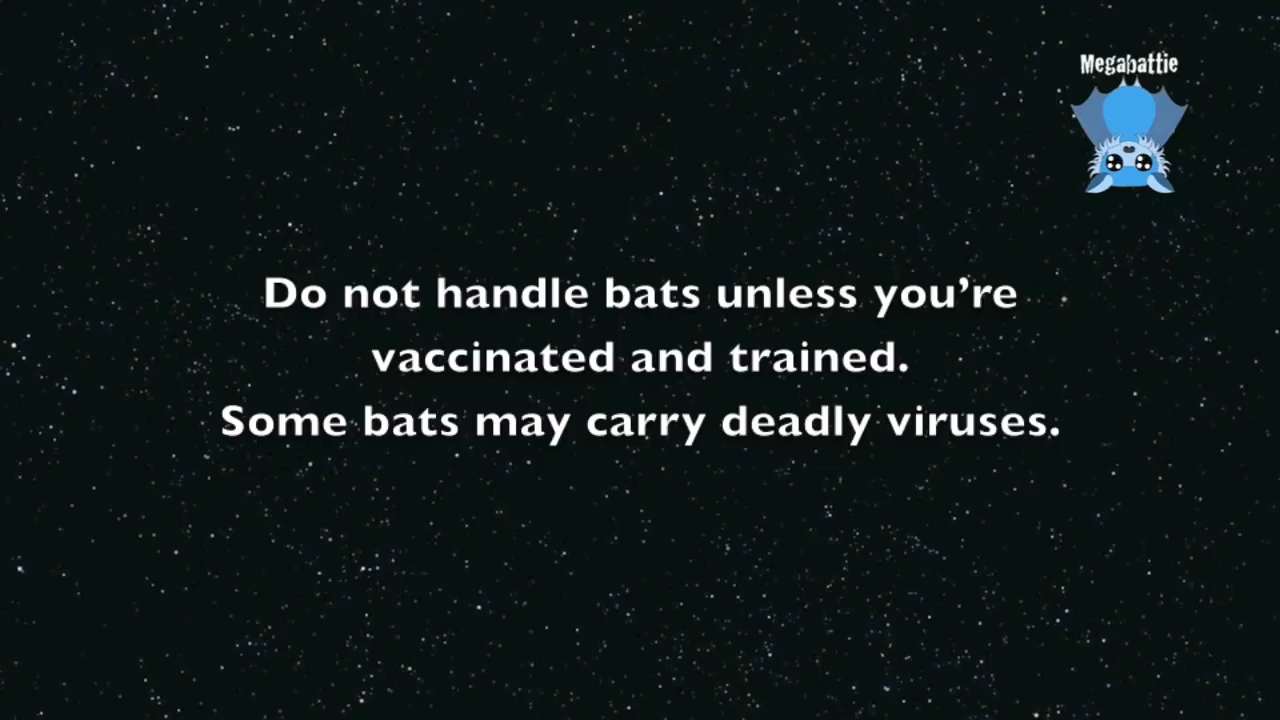 Megabattie
Do not handle bats unless you’re
vaccinated and trained.
Some bats may carry deadly viruses.